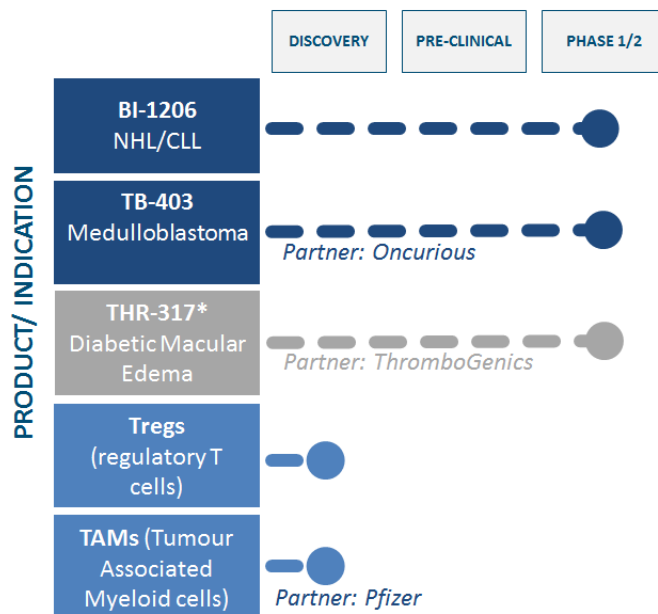 DISCOVERY PRE-CLINICAL PHASE 1/2
PRODUCT/ INDICATION
BI-1206
NHL/CLL
TB-403
Medulloblastoma
Partner: Oncurious
THR-317*
Diabetic Macular
Edema
Partner: ThromboGenics
Tregs
(regulatory T
cells)
TAMs (Tumour
Associated
Myeloid cells)
Partner: Pfizer